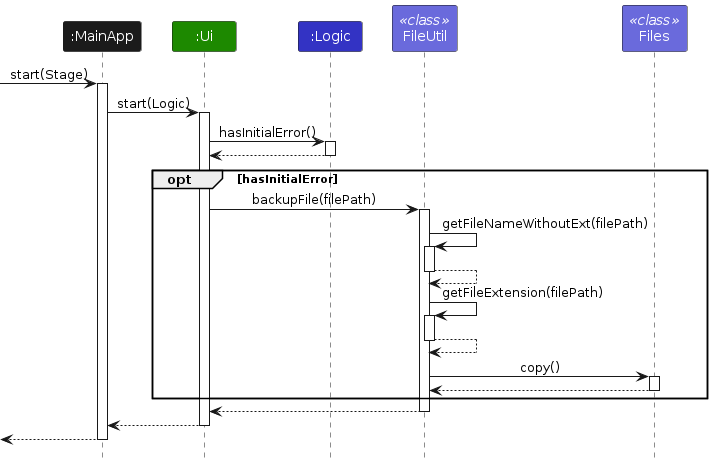 «class»
«class»
:MainApp
:Ui
:Logic
FileUtil
Files
start(Stage)
start(Logic)
hasInitialError()
opt
[hasInitialError]
backupFile(filePath)
getFileNameWithoutExt(filePath)
getFileExtension(filePath)
copy()